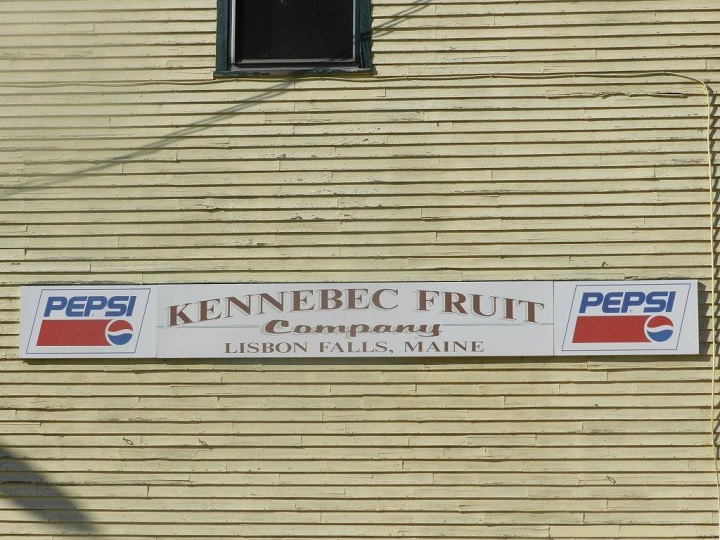 PEPSI
KENNEBEC FRUIT
Company
LISBON FALLS, MAINE
PEPSI